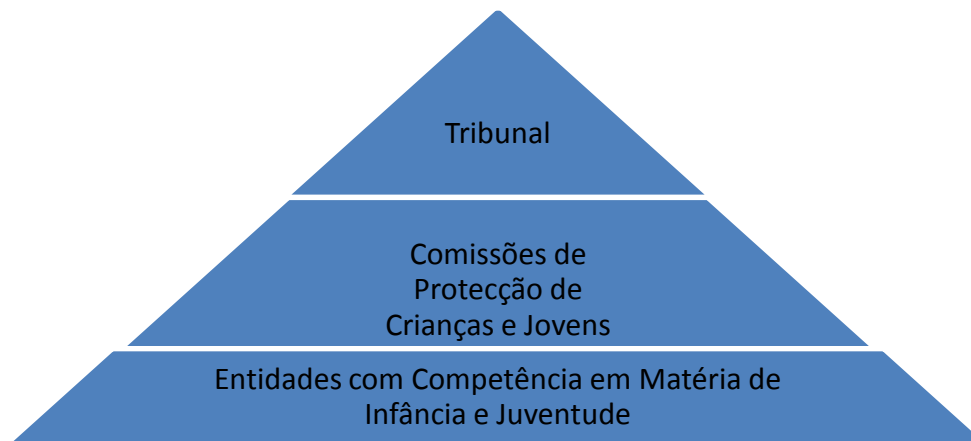 Tribunal
Comissões de
Protecção de
Crianças e Jovens
Entidades com Competência em Matéria de
Infância e Juventude